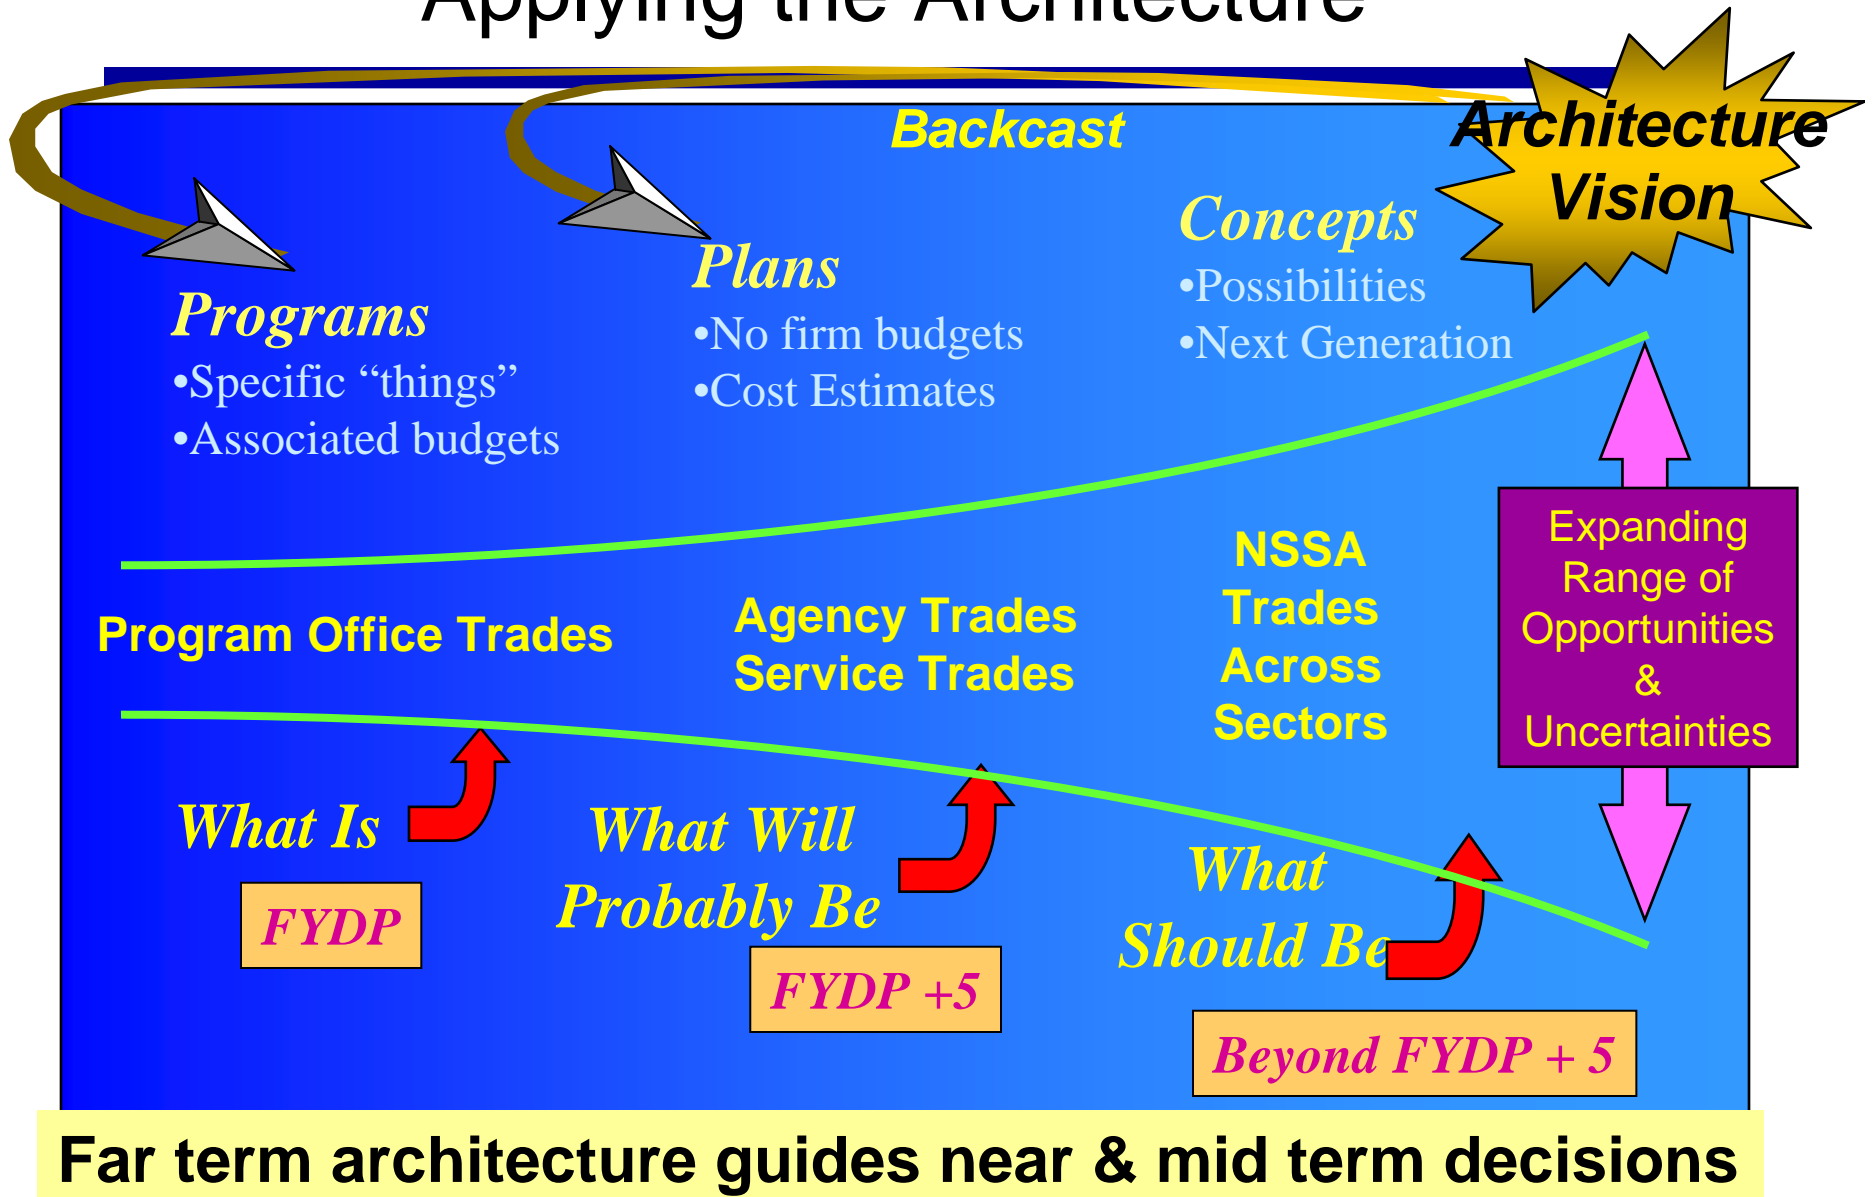 Applying the Architecture
Backcast
Architecture
Vision
Programs
•Specific “things”
•Associated budgets
Plans
•No firm budgets
•Cost Estimates
Concepts
•Possibilities
•Next Generation
Program Office Trades
Agency Trades
Service Trades
NSSA
Trades
Across
Sectors
Expanding
Range of
Opportunities
&
Uncertainties
What Is
FYDP
What Will
Probably Be
FYDP +5
What
Should Be
Beyond FYDP + 5
Far term architecture guides near & mid term decisions